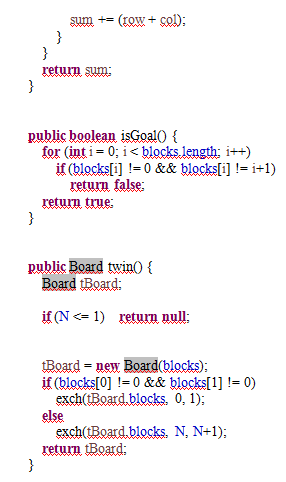 sum += (row + col);
}
}
return sum;
}
public boolean isGoal() {
for (int i = 0; i < blocks.length; i++)
if (blocks[i] != 0 && blocks[i] != i+1)
return false;
return true;
}
public Board twin() {
Board tBoard;
if (N <= 1) return null;
tBoard = new Board(blocks);
if (blocks[0] != 0 && blocks[1] != 0)
exch(tBoard.blocks, 0, 1);
else
exch(tBoard.blocks, N, N+1);
return tBoard;
}